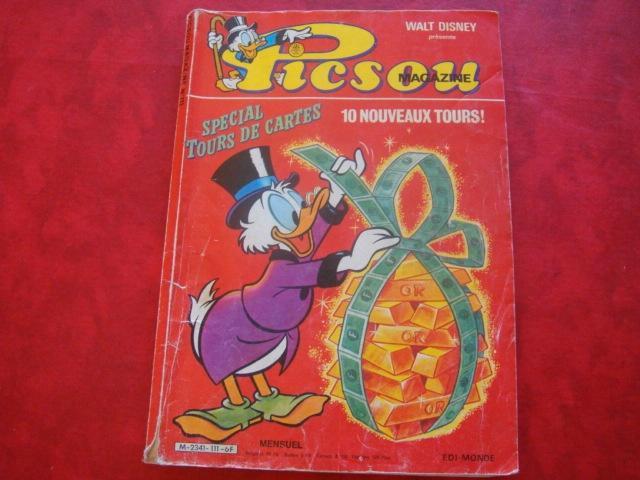 WALT DISNEY
présente
Picsou
MAGAZINE
SPECIAL
TOURS DE CARTES
10 NOUVEAUX TOURS!
OR
OR
OR
MENSUEL
M-2341-111-6F
EDI-MONDE